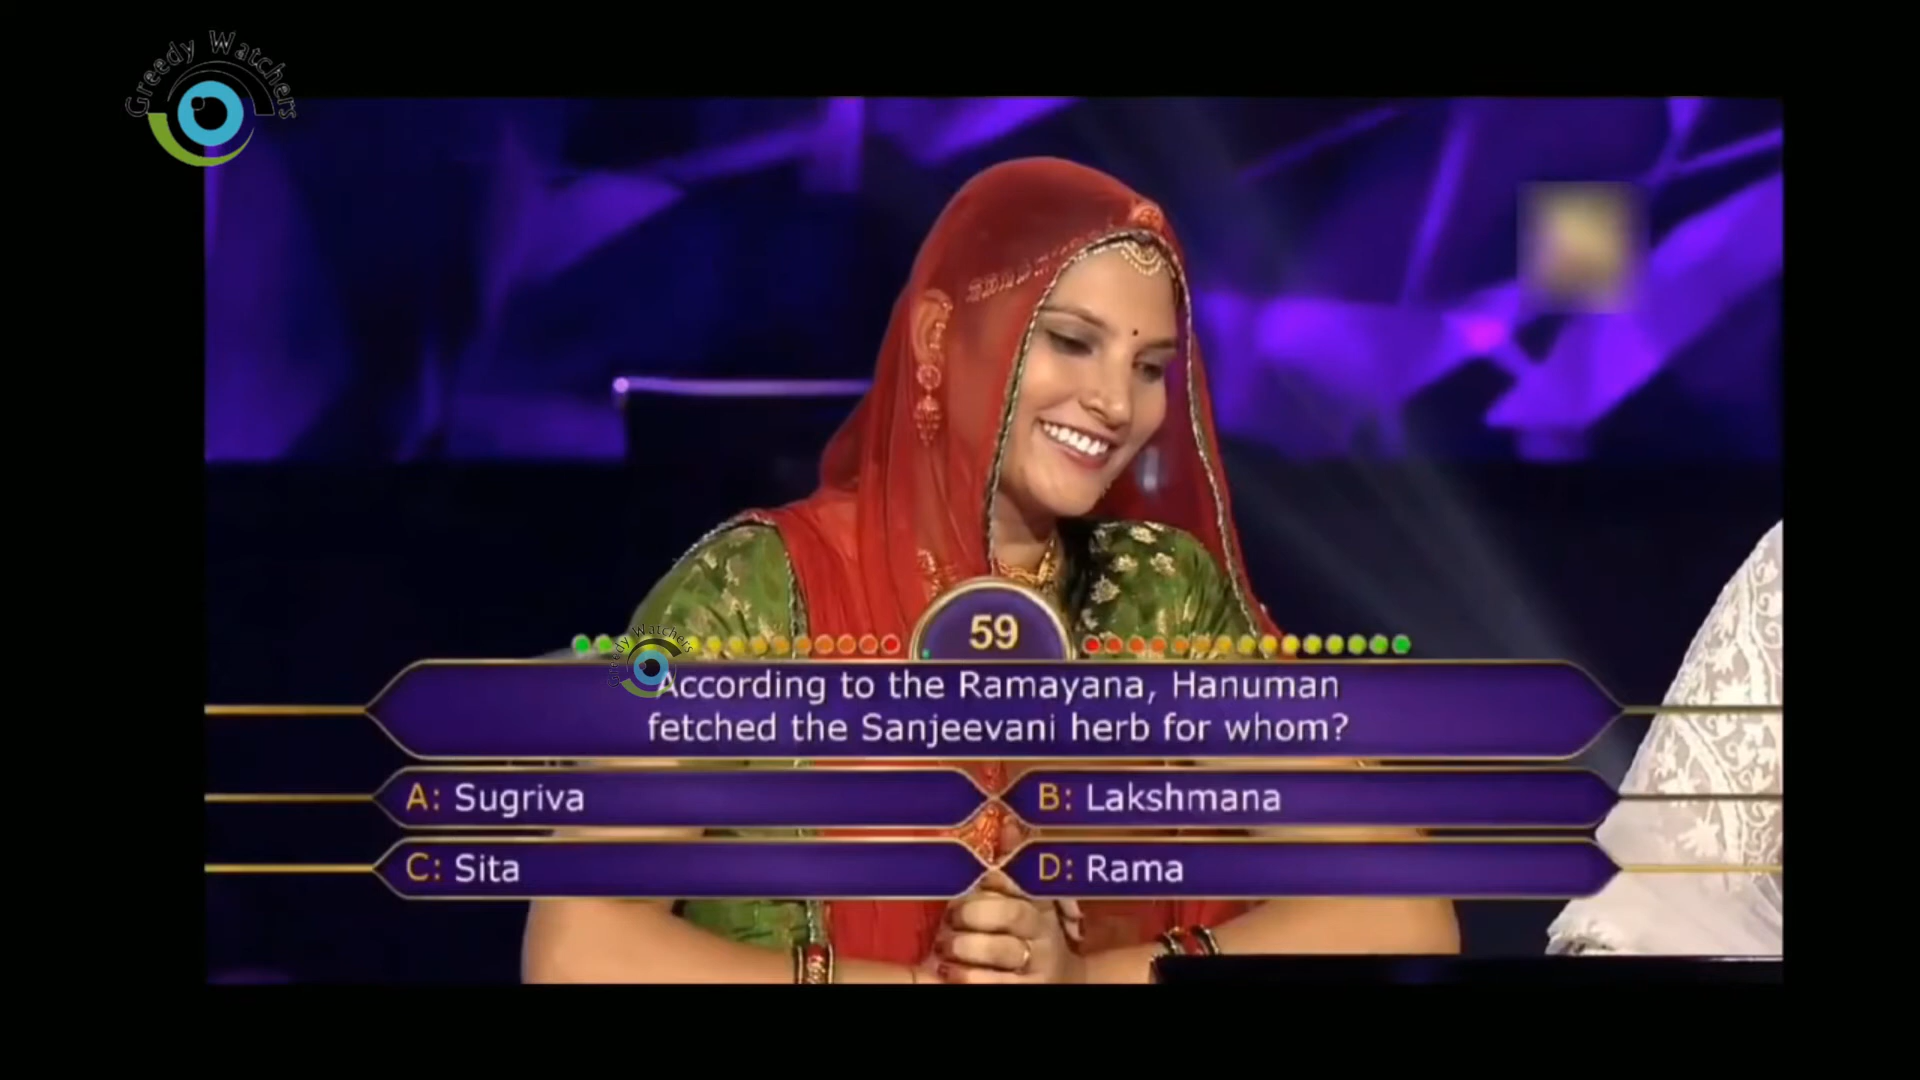 Greedy Watchers
59
Greedy Watchers
According to the Ramayana, Hanuman
fetched the Sanjeevani herb for whom?
A: Sugriva
B: Lakshmana
C: Sita
D: Rama